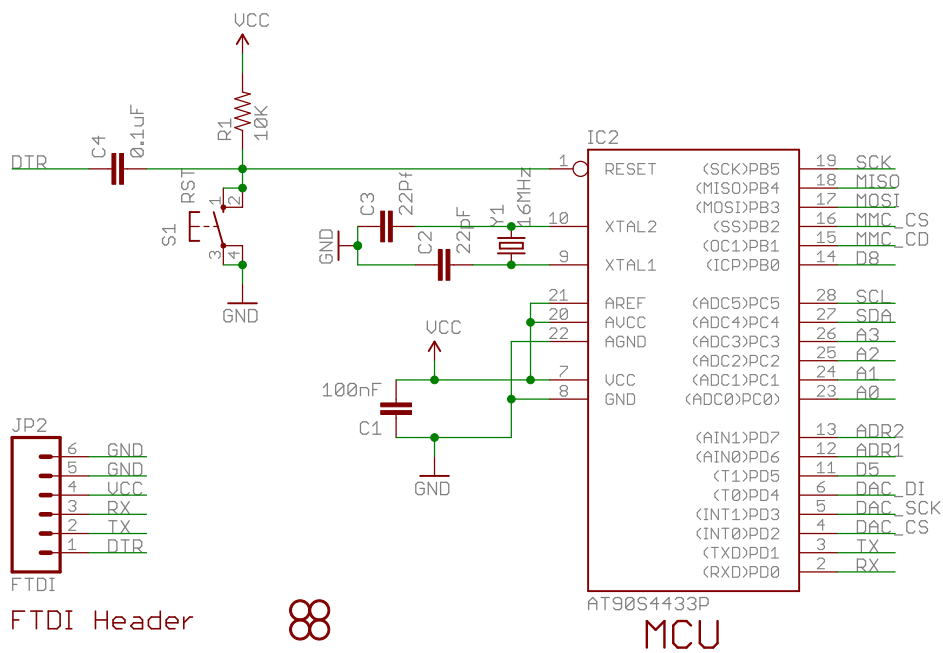 VCC
R1
10K
C4
0.1uF
DTR
RST
S1
1
2
3
4
GND
C3
22Pf
C2
22pF
Y1
16MHz
GND
VCC
100nF
C1
GND
IC2
1 RESET (SCK)PB5 19 SCK
(MISO)PB4 18 MISO
(MOSI)PB3 17 MOSI
10 XTAL2 (SS)PB2 16 MMC_CS
(OC1)PB1 15 MMC_CD
9 XTAL1 (ICP)PB0 14 D8
21 AREF (ADC5)PC5 28 SCL
20 AVCC (ADC4)PC4 27 SDA
22 AGND (ADC3)PC3 26 A3
(ADC2)PC2 25 A2
7 VCC (ADC1)PC1 24 A1
8 GND (ADC0)PC0) 23 A0
(AIN1)PD7 13 ADR2
(AIN0)PD6 12 ADR1
(T1)PD5 11 D5
(T0)PD4 6 DAC_DI
(INT1)PD3 5 DAC_SCK
(INT0)PD2 4 DAC_CS
(TXD)PD1 3 TX
(RXD)PD0 2 RX
AT90S4433P
MCU
JP2
6 GND
5 GND
4 VCC
3 RX
2 TX
1 DTR
FTDI
FTDI Header